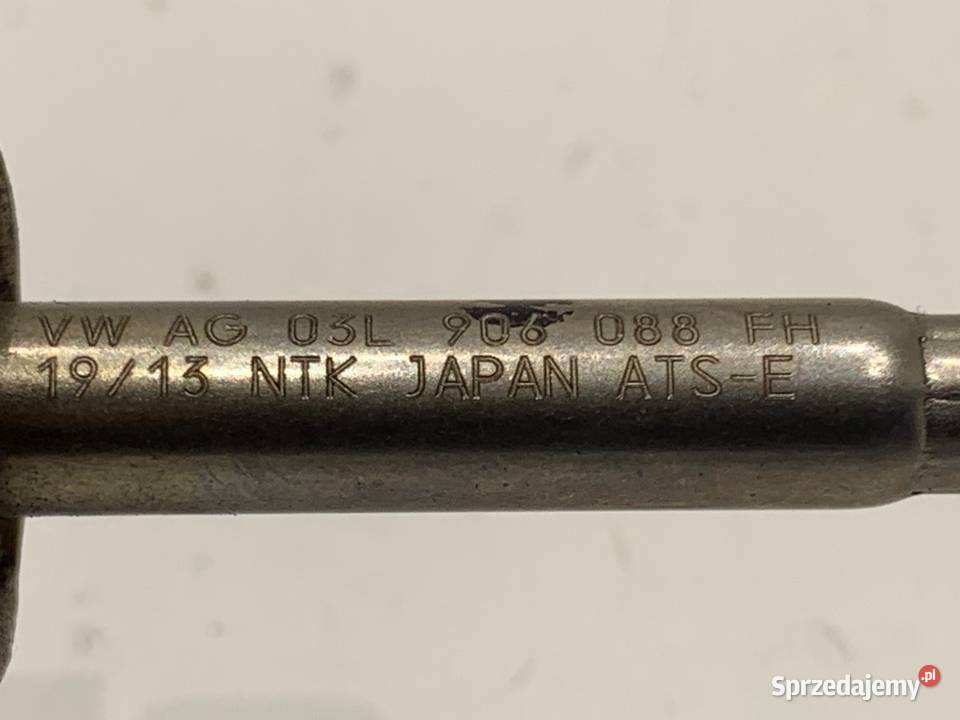 VW AG 03L 906 088 FH
19/13 NTK JAPAN ATS-E
Sprzedajemy.pl